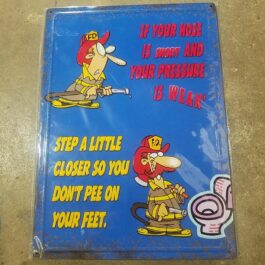 IF YOUR HOSE
IS SHORT AND
YOUR PRESSURE
IS WEAK
STEP A LITTLE
CLOSER SO YOU
DON'T PEE ON
YOUR FEET.